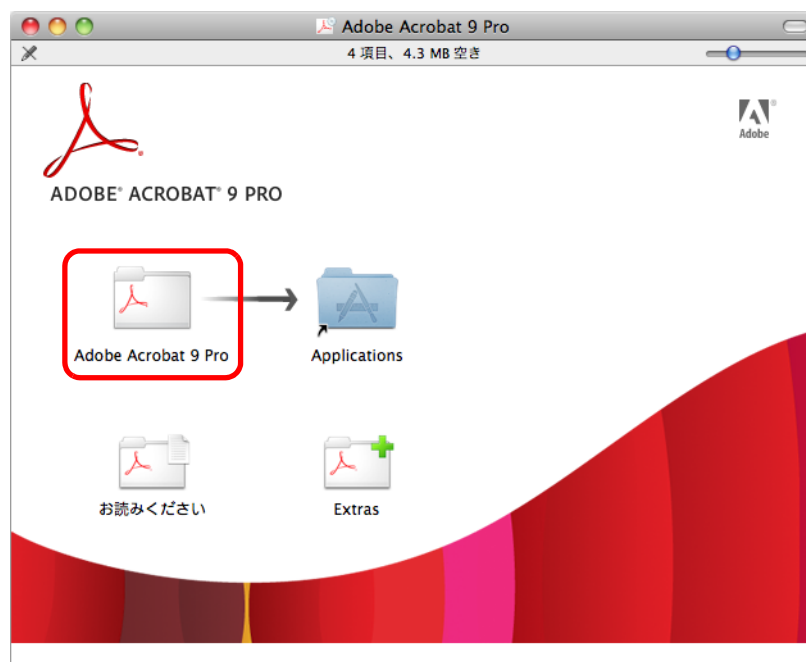 Adobe Acrobat 9 Pro
4 項目、4.3 MB 空き
Adobe
ADOBE® ACROBAT® 9 PRO
Adobe Acrobat 9 Pro
Applications
お読みください
Extras